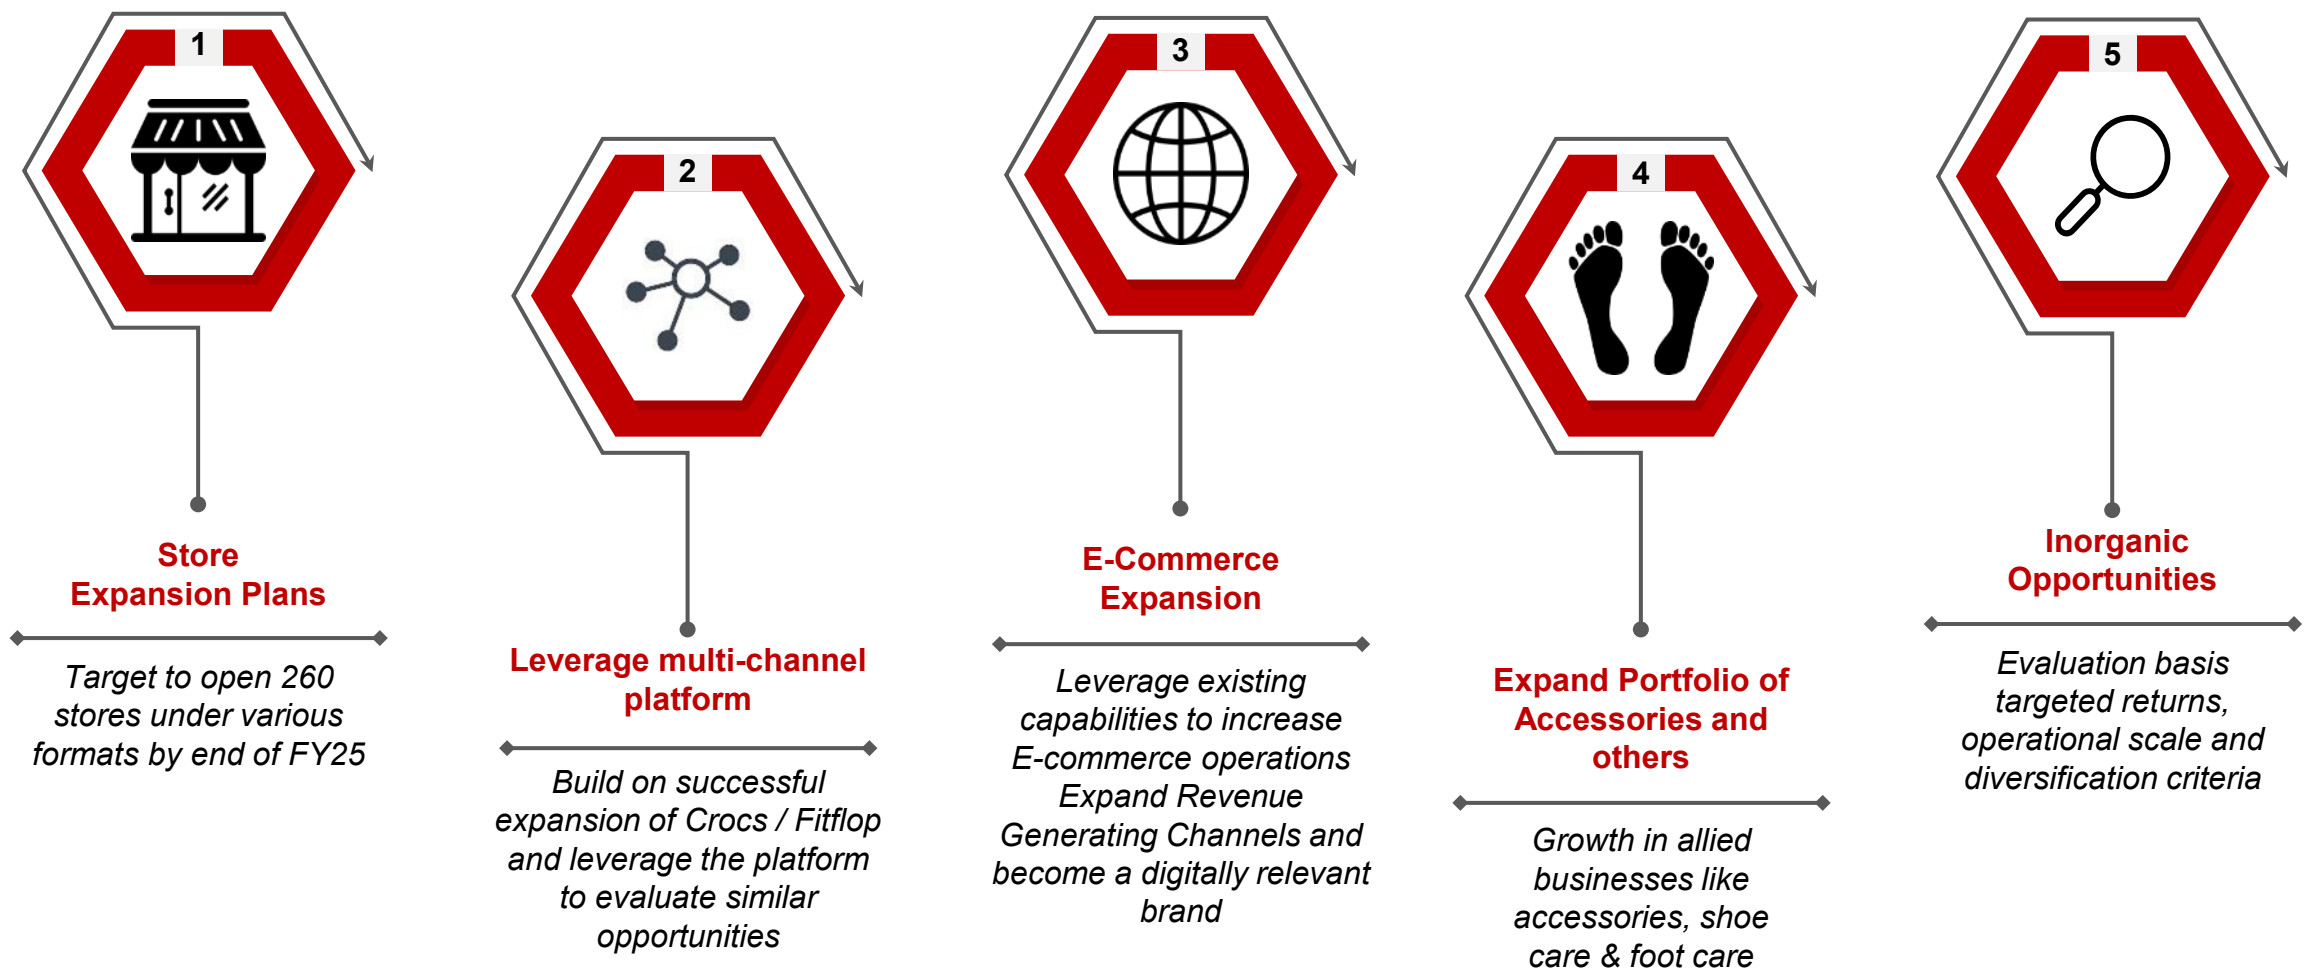 1
Store
Expansion Plans
Target to open 260
stores under various
formats by end of FY25
2
Leverage multi-channel
platform
Build on successful
expansion of Crocs / Fitflop
and leverage the platform
to evaluate similar
opportunities
3
E-Commerce
Expansion
Leverage existing
capabilities to increase
E-commerce operations
Expand Revenue
Generating Channels and
become a digitally relevant
brand
4
Expand Portfolio of
Accessories and
others
Growth in allied
businesses like
accessories, shoe
care & foot care
5
Inorganic
Opportunities
Evaluation basis
targeted returns,
operational scale and
diversification criteria